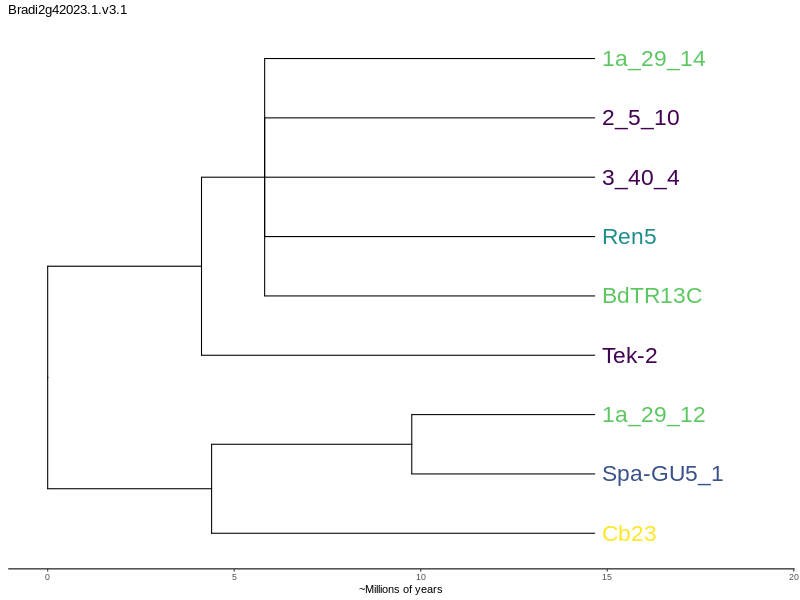 Bradi2g42023.1.v3.1
1a_29_14
2_5_10
3_40_4
Ren5
BdTR13C
Tek-2
1a_29_12
Spa-GU5_1
Cb23
0 5 10 15 20
~Millions of years